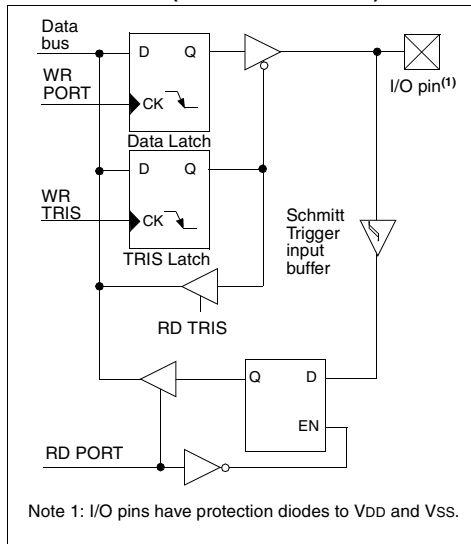 Data
bus
D Q
WR
PORT
CK
I/O pin(1)
Data Latch
D Q
WR
TRIS
CK
Schmitt
Trigger
input
buffer
TRIS Latch
RD TRIS
Q D
EN
RD PORT
Note 1: I/O pins have protection diodes to VDD and VSS.